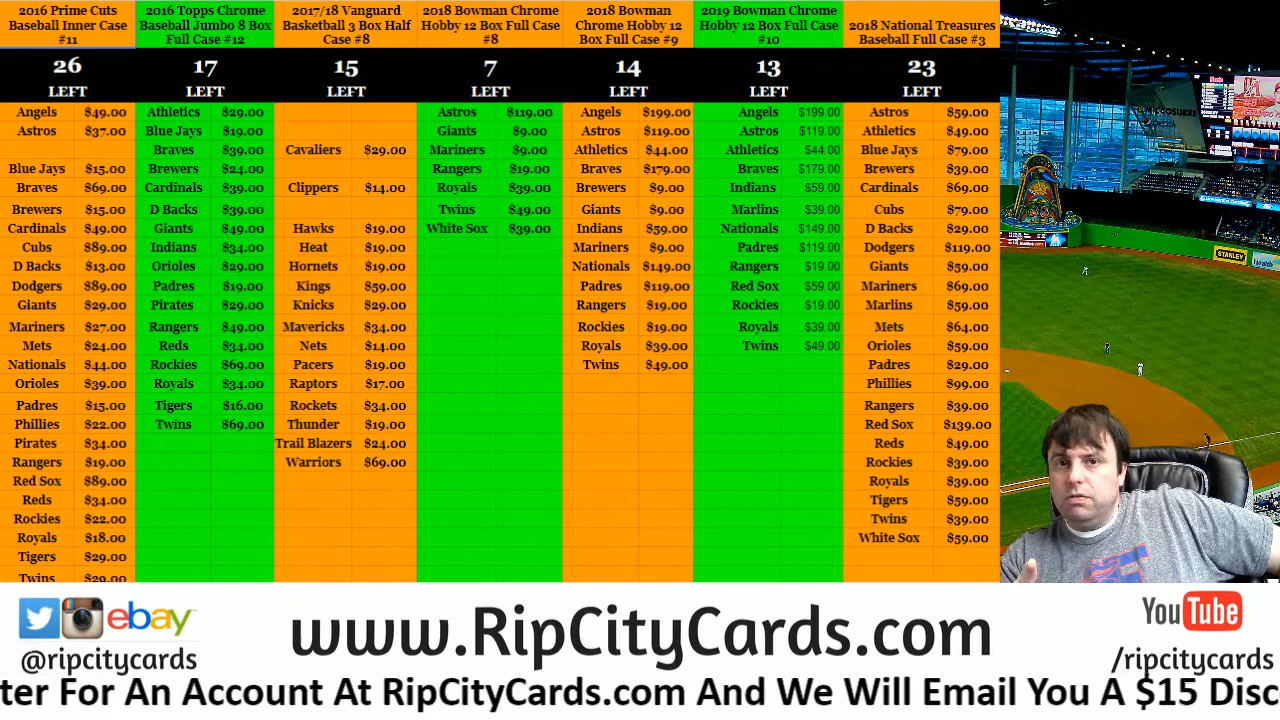 2016 Prime Cuts
Baseball Inner Case
#11
26
LEFT
Angels $49.00
Astros $37.00
Blue Jays $15.00
Braves $69.00
Brewers $15.00
Cardinals $49.00
Cubs $89.00
D Backs $13.00
Dodgers $89.00
Giants $29.00
Mariners $27.00
Mets $24.00
Nationals $44.00
Orioles $39.00
Padres $15.00
Phillies $22.00
Pirates $34.00
Rangers $19.00
Red Sox $89.00
Reds $34.00
Rockies $22.00
Royals $18.00
Tigers $29.00
Twins $29.00
2016 Topps Chrome
Baseball Jumbo 8 Box
Full Case #12
17
LEFT
Athletics $29.00
Blue Jays $19.00
Braves $39.00
Brewers $24.00
Cardinals $39.00
D Backs $39.00
Giants $49.00
Indians $34.00
Orioles $29.00
Padres $19.00
Pirates $29.00
Rangers $49.00
Reds $34.00
Rockies $69.00
Royals $34.00
Tigers $16.00
Twins $69.00
2017/18 Vanguard
Basketball 3 Box Half
Case #8
15
LEFT
Cavaliers $29.00
Clippers $14.00
Hawks $19.00
Heat $19.00
Hornets $19.00
Kings $59.00
Knicks $29.00
Mavericks $34.00
Nets $14.00
Pacers $19.00
Raptors $17.00
Rockets $34.00
Thunder $19.00
Trail Blazers $24.00
Warriors $69.00
2018 Bowman Chrome
Hobby 12 Box Full Case
#8
7
LEFT
Astros $119.00
Giants $9.00
Mariners $9.00
Rangers $19.00
Royals $39.00
Twins $49.00
White Sox $39.00
2018 Bowman
Chrome Hobby 12
Box Full Case #9
14
LEFT
Angels $199.00
Astros $119.00
Athletics $44.00
Braves $179.00
Brewers $9.00
Giants $9.00
Indians $59.00
Mariners $9.00
Nationals $149.00
Padres $119.00
Rangers $19.00
Rockies $19.00
Royals $39.00
Twins $49.00
2019 Bowman Chrome
Hobby 12 Box Full Case
#10
13
LEFT
Angels $199.00
Astros $119.00
Athletics $44.00
Braves $179.00
Indians $59.00
Marlins $39.00
Nationals $149.00
Padres $119.00
Rangers $19.00
Red Sox $59.00
Rockies $19.00
Royals $39.00
Twins $49.00
2018 National Treasures
Baseball Full Case #3
23
LEFT
Astros $59.00
Athletics $49.00
Blue Jays $79.00
Brewers $39.00
Cardinals $69.00
Cubs $79.00
D Backs $29.00
Dodgers $119.00
Giants $59.00
Mariners $69.00
Marlins $59.00
Mets $64.00
Orioles $59.00
Padres $29.00
Phillies $99.00
Rangers $39.00
Red Sox $139.00
Reds $49.00
Rockies $39.00
Royals $39.00
Tigers $59.00
Twins $39.00
White Sox $59.00
STANLEY
ebay
@ripcitycards
www.RipCityCards.com
YouTube
/ripcitycards
ter For An Account At RipCityCards.com And We Will Email You A $15 Disc